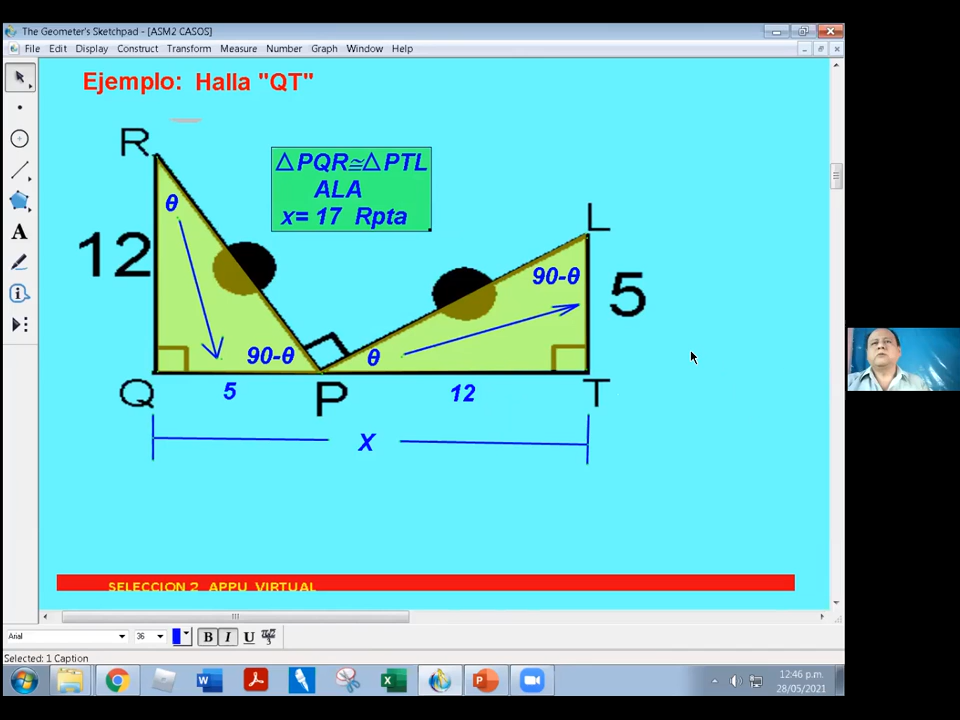 The Geometer's Sketchpad - [ASM2 CASOS]
File Edit Display Construct Transform Measure Number Graph Window Help
Ejemplo: Halla "QT"
R
△PQR≅△PTL
ALA
x= 17 Rpta
θ
L
12
90-θ
5
90-θ
θ
Q
5
P
12
T
X
SELECCION 2 APPU VIRTUAL
Arial 36 B I U
Selected: 1 Caption
12:46 p.m.
28/05/2021